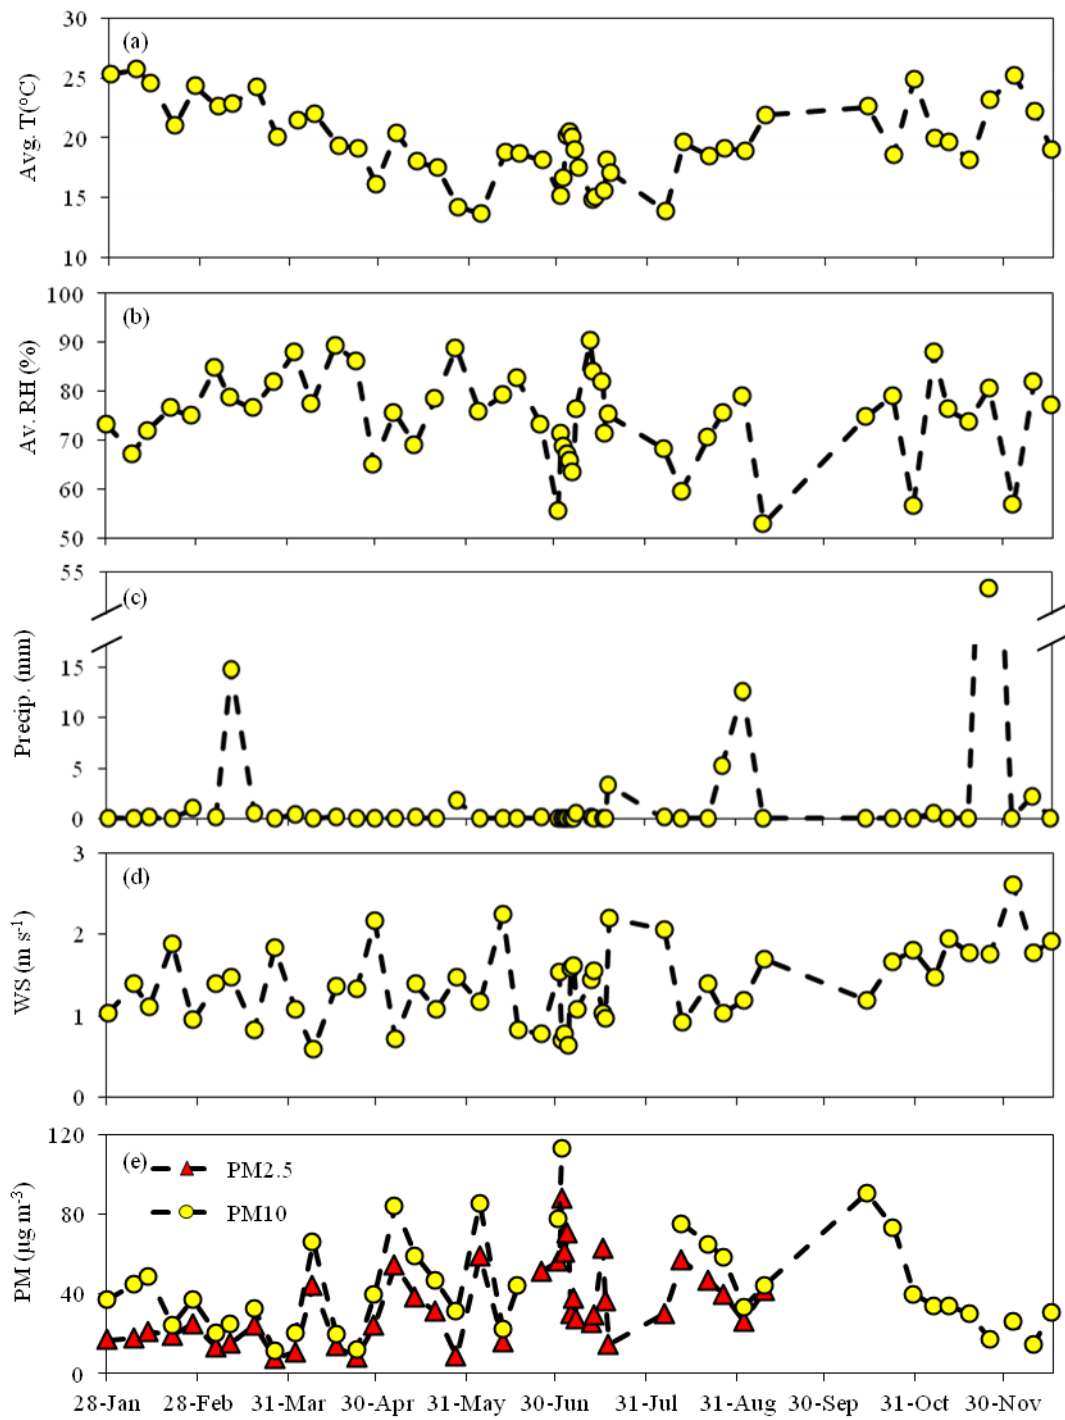 30
(a)
25
20
15
10
Avg. T(°C)
100
(b)
90
80
70
60
50
Av. RH (%)
55
(c)
15
10
5
0
Precip. (mm)
3
(d)
2
1
0
WS (m s⁻¹)
120
(e)
PM2.5
80
PM10
40
0
PM (µg m⁻³)
28-Jan 28-Feb 31-Mar 30-Apr 31-May 30-Jun 31-Jul 31-Aug 30-Sep 31-Oct 30-Nov